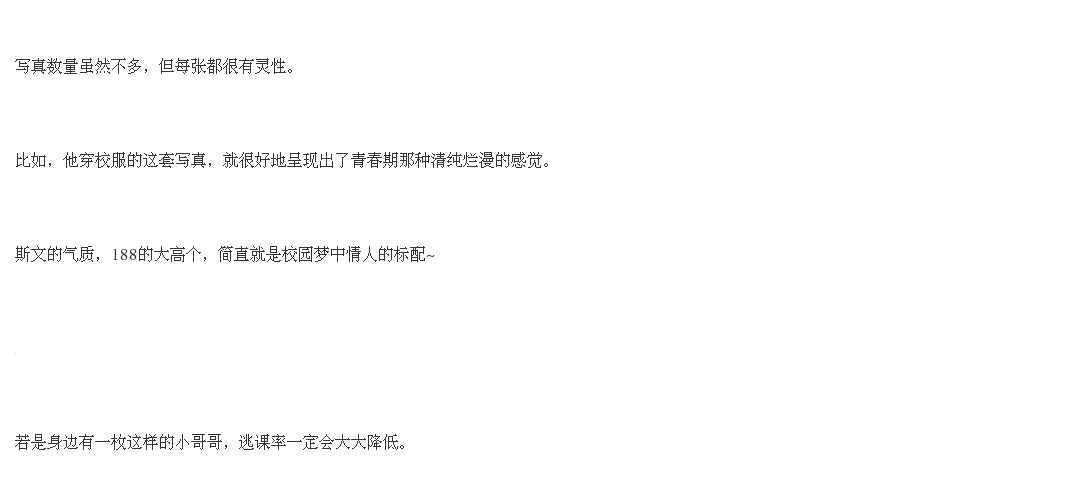 写真数量虽然不多，但每张都很有灵性。
比如，他穿校服的这套写真，就很好地呈现出了青春期那种清纯烂漫的感觉。
斯文的气质，188的大高个，简直就是校园梦中情人的标配~
若是身边有一枚这样的小哥哥，逃课率一定会大大降低。